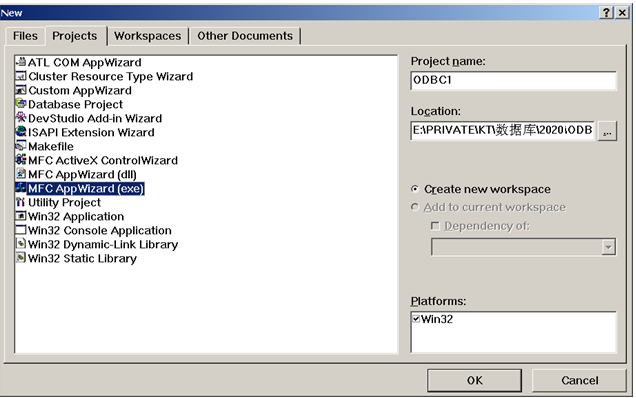 New
Files Projects Workspaces Other Documents
ATL COM AppWizard
Cluster Resource Type Wizard
Custom AppWizard
Database Project
DevStudio Add-in Wizard
ISAPI Extension Wizard
Makefile
MFC ActiveX ControlWizard
MFC AppWizard (dll)
MFC AppWizard (exe)
Utility Project
Win32 Application
Win32 Console Application
Win32 Dynamic-Link Library
Win32 Static Library
Project name:
ODBC1
Location:
E:\PRIVATE\KT\数据库\2020\ODB
...
Create new workspace
Add to current workspace
Dependency of:
Platforms:
Win32
OK Cancel